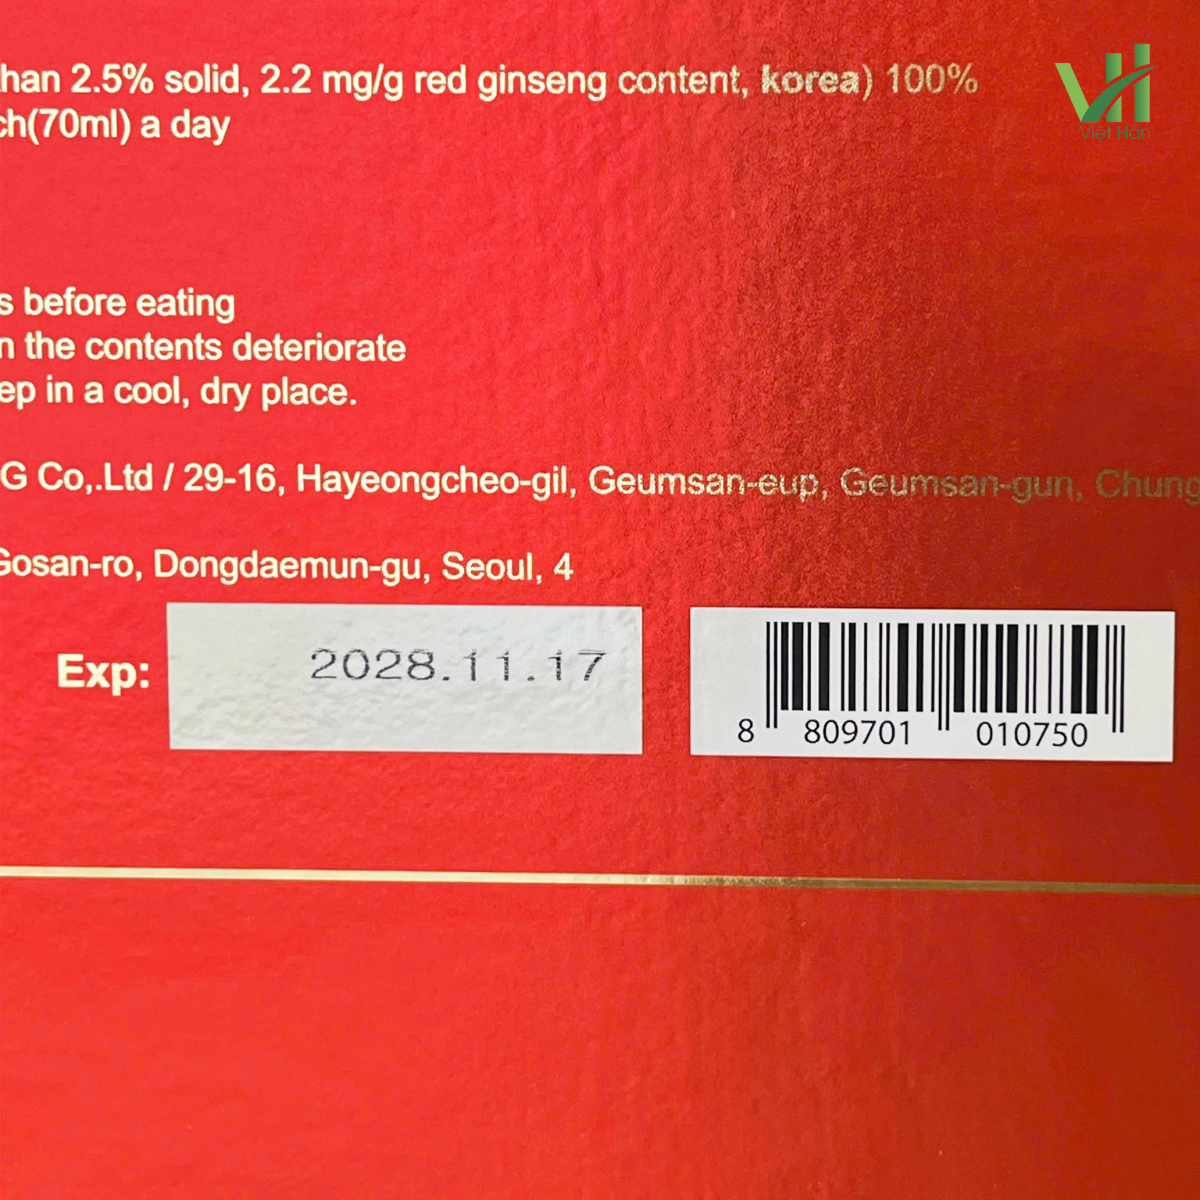 than 2.5% solid, 2.2 mg/g red ginseng content, korea) 100%
ch(70ml) a day
s before eating
n the contents deteriorate
ep in a cool, dry place.
G Co,.Ltd / 29-16, Hayeongcheo-gil, Geumsan-eup, Geumsan-gun, Chung
Gosan-ro, Dongdaemun-gu, Seoul, 4
Exp: 2028.11.17
8 809701 010750
VH
Việt Hàn